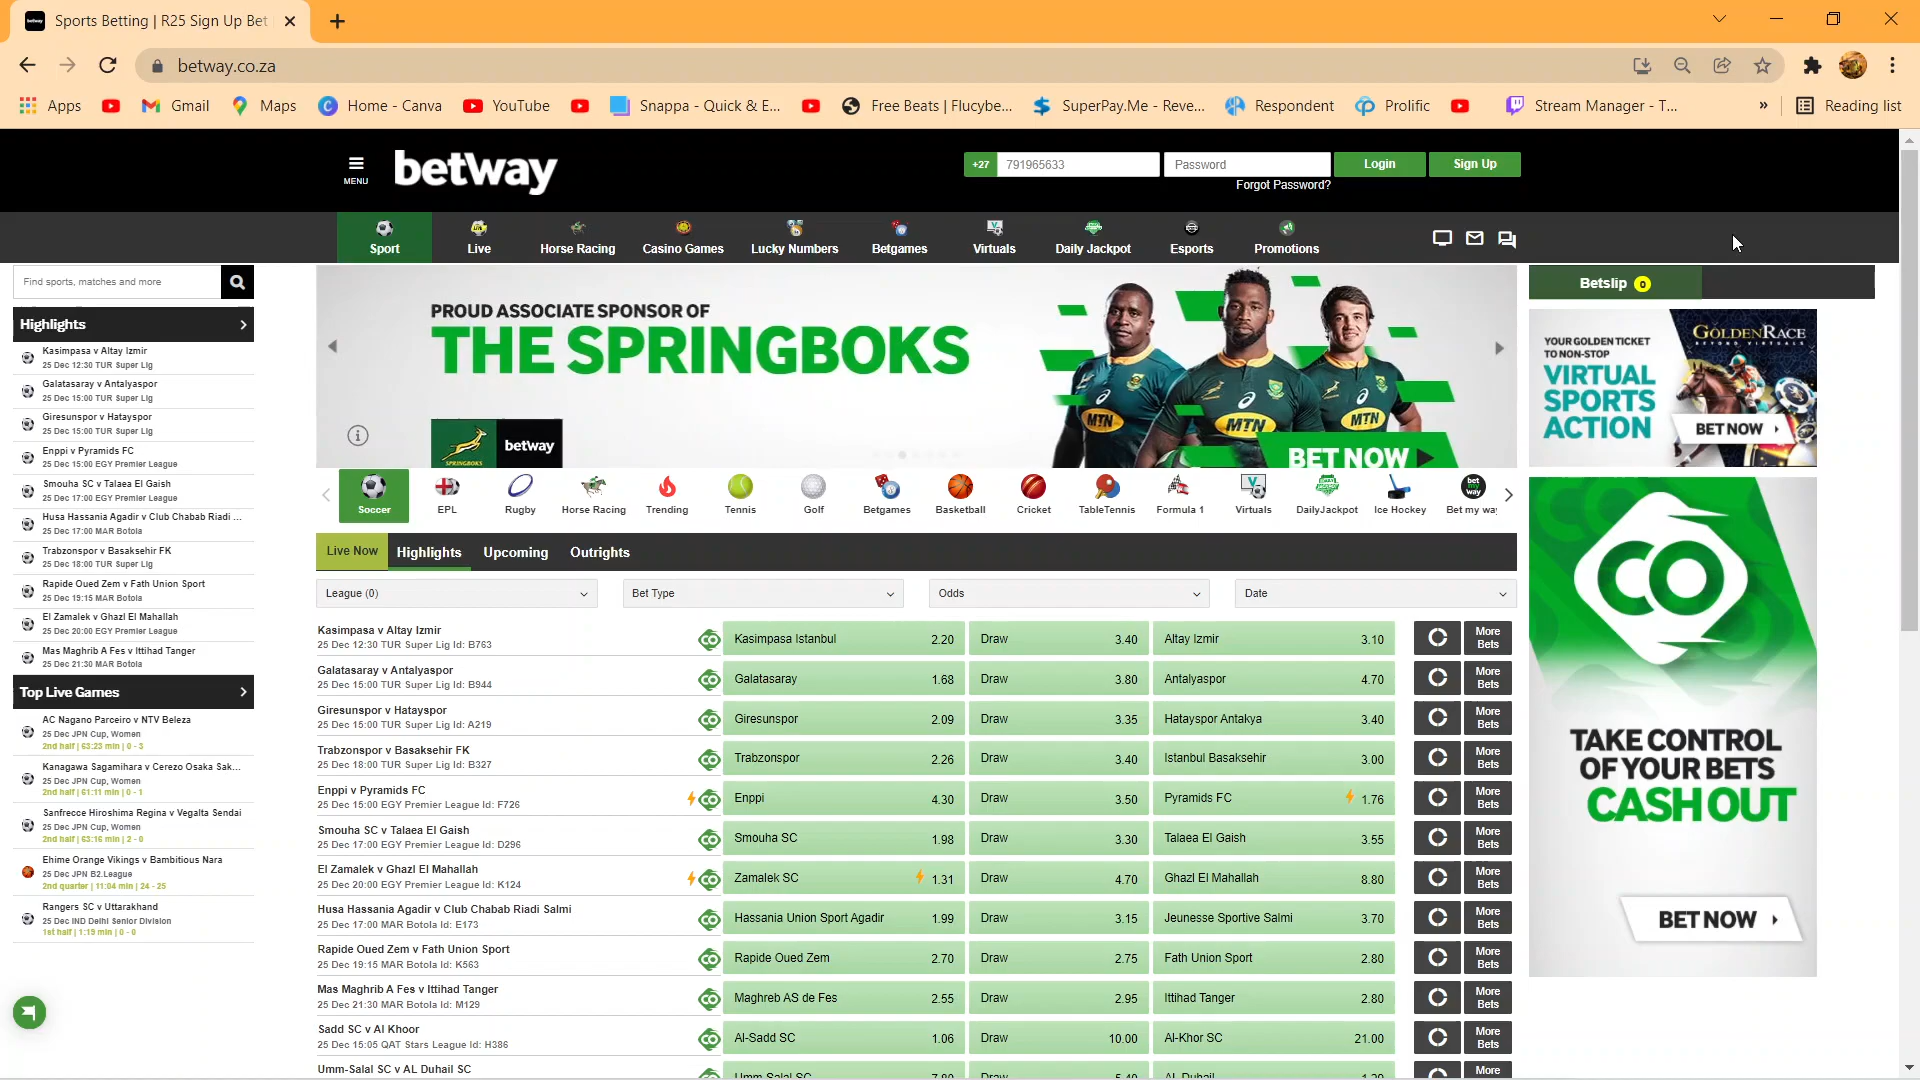 Sports Betting | R25 Sign Up Bet
betway.co.za
Apps
Gmail
Maps
Home - Canva
YouTube
Snappa - Quick & E...
Free Beats | Flucybe...
SuperPay.Me - Reve...
Respondent
Prolific
Stream Manager - T...
»
Reading list
MENU
betway
+27
791965633
Password
Login
Sign Up
Forgot Password?
Sport
Live
Horse Racing
Casino Games
Lucky Numbers
Betgames
Virtuals
Daily Jackpot
Esports
Promotions
Find sports, matches and more
Highlights
Kasimpasa v Altay Izmir
25 Dec 12:30 TUR Super Lig
Galatasaray v Antalyaspor
25 Dec 15:00 TUR Super Lig
Giresunspor v Hatayspor
25 Dec 15:00 TUR Super Lig
Enppi v Pyramids FC
25 Dec 15:00 EGY Premier League
Smouha SC v Talaea El Gaish
25 Dec 17:00 EGY Premier League
Husa Hassania Agadir v Club Chabab Riadi ...
25 Dec 17:00 MAR Botola
Trabzonspor v Basaksehir FK
25 Dec 18:00 TUR Super Lig
Rapide Oued Zem v Fath Union Sport
25 Dec 19:15 MAR Botola
El Zamalek v Ghazl El Mahallah
25 Dec 20:00 EGY Premier League
Mas Maghrib A Fes v Ittihad Tanger
25 Dec 21:30 MAR Botola
Top Live Games
AC Nagano Parceiro v NTV Beleza
25 Dec JPN Cup, Women
2nd half | 63:23 min | 0 - 3
Kanagawa Sagamihara v Cerezo Osaka Sak...
25 Dec JPN Cup, Women
2nd half | 61:11 min | 0 - 1
Sanfrecce Hiroshima Regina v Vegalta Sendai
25 Dec JPN Cup, Women
2nd half | 63:16 min | 2 - 0
Ehime Orange Vikings v Bambitious Nara
25 Dec JPN B2.League
2nd quarter | 11:04 min | 24 - 25
Rangers SC v Uttarakhand
25 Dec IND Delhi Senior Division
1st half | 1:19 min | 0 - 0
PROUD ASSOCIATE SPONSOR OF
THE SPRINGBOKS
SPRINGBOKS
betway
MTN
MTN
MTN
BET NOW
Soccer
EPL
Rugby
Horse Racing
Trending
Tennis
Golf
Betgames
Basketball
Cricket
TableTennis
Formula 1
Virtuals
DailyJackpot
Ice Hockey
Bet my way
Live Now
Highlights
Upcoming
Outrights
League (0)
Bet Type
Odds
Date
Kasimpasa v Altay Izmir
25 Dec 12:30 TUR Super Lig Id: B763
Kasimpasa Istanbul 2.20 Draw 3.40 Altay Izmir 3.10 More Bets
Galatasaray v Antalyaspor
25 Dec 15:00 TUR Super Lig Id: B944
Galatasaray 1.68 Draw 3.80 Antalyaspor 4.70 More Bets
Giresunspor v Hatayspor
25 Dec 15:00 TUR Super Lig Id: A219
Giresunspor 2.09 Draw 3.35 Hatayspor Antakya 3.40 More Bets
Trabzonspor v Basaksehir FK
25 Dec 18:00 TUR Super Lig Id: B327
Trabzonspor 2.26 Draw 3.40 Istanbul Basaksehir 3.00 More Bets
Enppi v Pyramids FC
25 Dec 15:00 EGY Premier League Id: F726
Enppi 4.30 Draw 3.50 Pyramids FC 1.76 More Bets
Smouha SC v Talaea El Gaish
25 Dec 17:00 EGY Premier League Id: D296
Smouha SC 1.98 Draw 3.30 Talaea El Gaish 3.55 More Bets
El Zamalek v Ghazl El Mahallah
25 Dec 20:00 EGY Premier League Id: K124
Zamalek SC 1.31 Draw 4.70 Ghazl El Mahallah 8.80 More Bets
Husa Hassania Agadir v Club Chabab Riadi Salmi
25 Dec 17:00 MAR Botola Id: E173
Hassania Union Sport Agadir 1.99 Draw 3.15 Jeunesse Sportive Salmi 3.70 More Bets
Rapide Oued Zem v Fath Union Sport
25 Dec 19:15 MAR Botola Id: K563
Rapide Oued Zem 2.70 Draw 2.75 Fath Union Sport 2.80 More Bets
Mas Maghrib A Fes v Ittihad Tanger
25 Dec 21:30 MAR Botola Id: M129
Maghreb AS de Fes 2.55 Draw 2.95 Ittihad Tanger 2.80 More Bets
Sadd SC v Al Khoor
25 Dec 15:05 QAT Stars League Id: H386
Al-Sadd SC 1.06 Draw 10.00 Al-Khor SC 21.00 More Bets
Umm-Salal SC v AL Duhail SC
Umm Salal SC 7.80 Draw 5.40 AL Duhail More
Betslip 0
YOUR GOLDEN TICKET
TO NON-STOP
VIRTUAL
SPORTS
ACTION
GOLDENRACE
BEYOND VIRTUALS
BET NOW
CO
TAKE CONTROL
OF YOUR BETS
CASH OUT
BET NOW